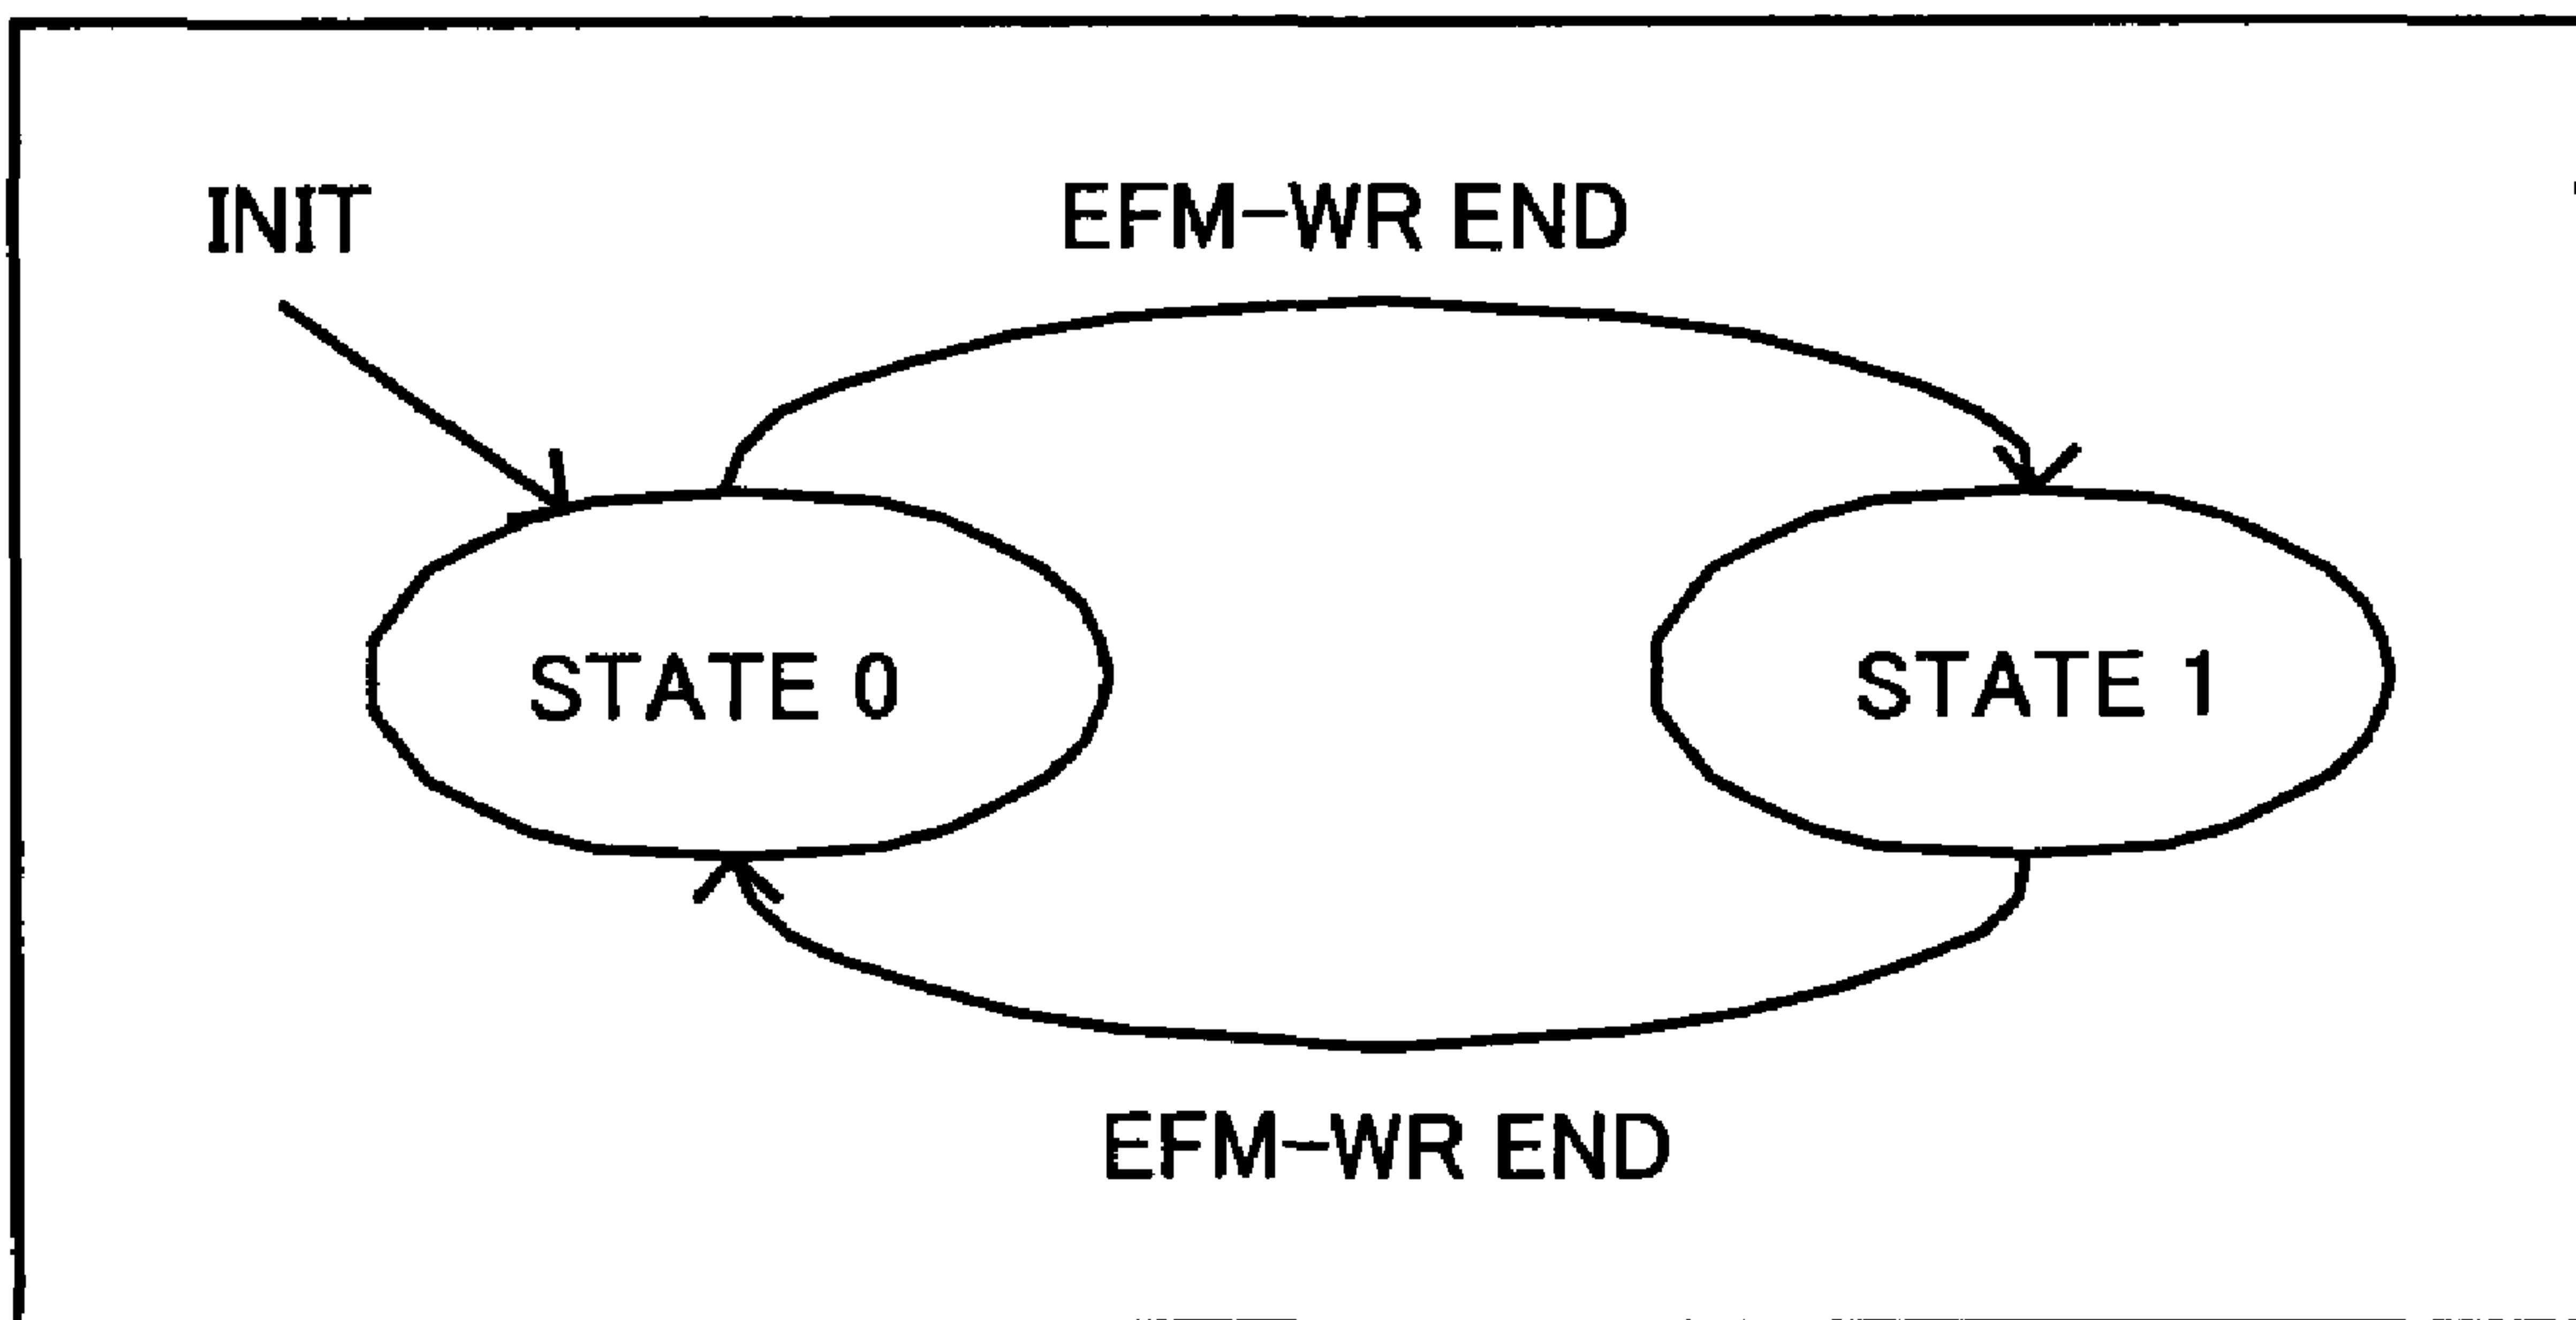 INIT
EFM-WR END
STATE 0
STATE 1
EFM-WR END